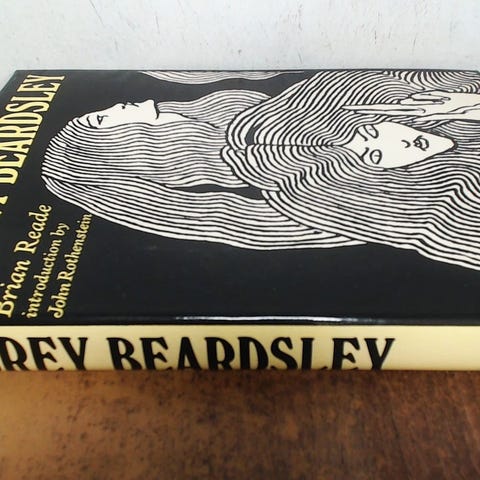 Y BEARDSLEY
Brian Reade
introduction by
John Rothenstein
REY BEARDSLEY